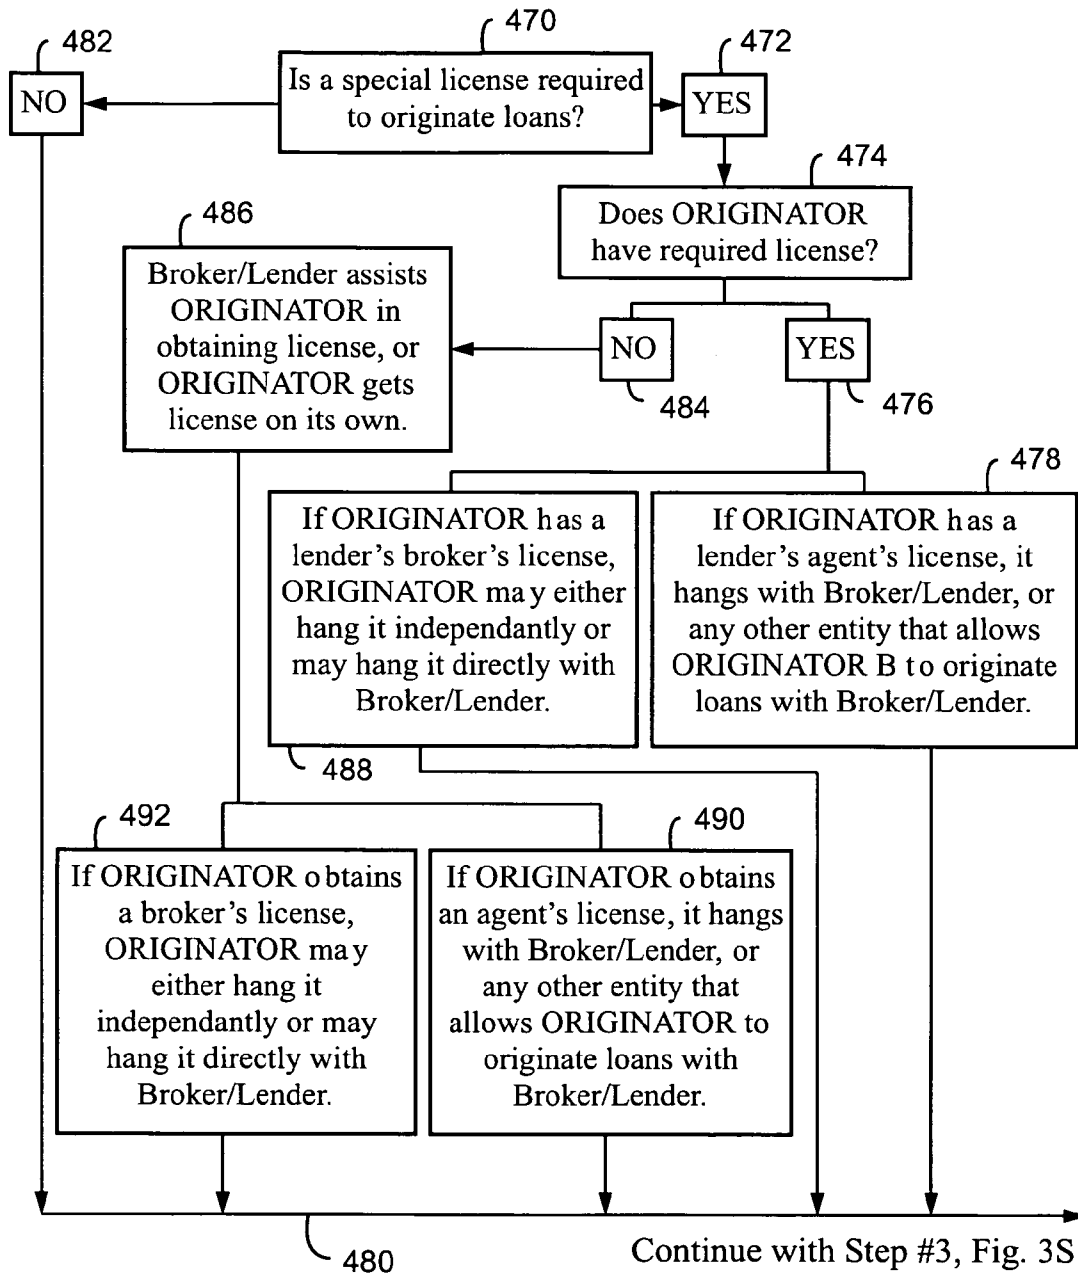 470
482
472
Is a special license required
to originate loans?
NO
YES
474
Does ORIGINATOR
have required license?
486
Broker/Lender assists
ORIGINATOR in
obtaining license, or
ORIGINATOR gets
license on its own.
NO
YES
484
476
478
If ORIGINATOR has a
lender's broker's license,
ORIGINATOR may either
hang it independantly or
may hang it directly with
Broker/Lender.
If ORIGINATOR has a
lender's agent's license, it
hangs with Broker/Lender, or
any other entity that allows
ORIGINATOR B to originate
loans with Broker/Lender.
488
492
490
If ORIGINATOR obtains
a broker's license,
ORIGINATOR may
either hang it
independantly or may
hang it directly with
Broker/Lender.
If ORIGINATOR obtains
an agent's license, it hangs
with Broker/Lender, or
any other entity that
allows ORIGINATOR to
originate loans with
Broker/Lender.
480
Continue with Step #3, Fig. 3S